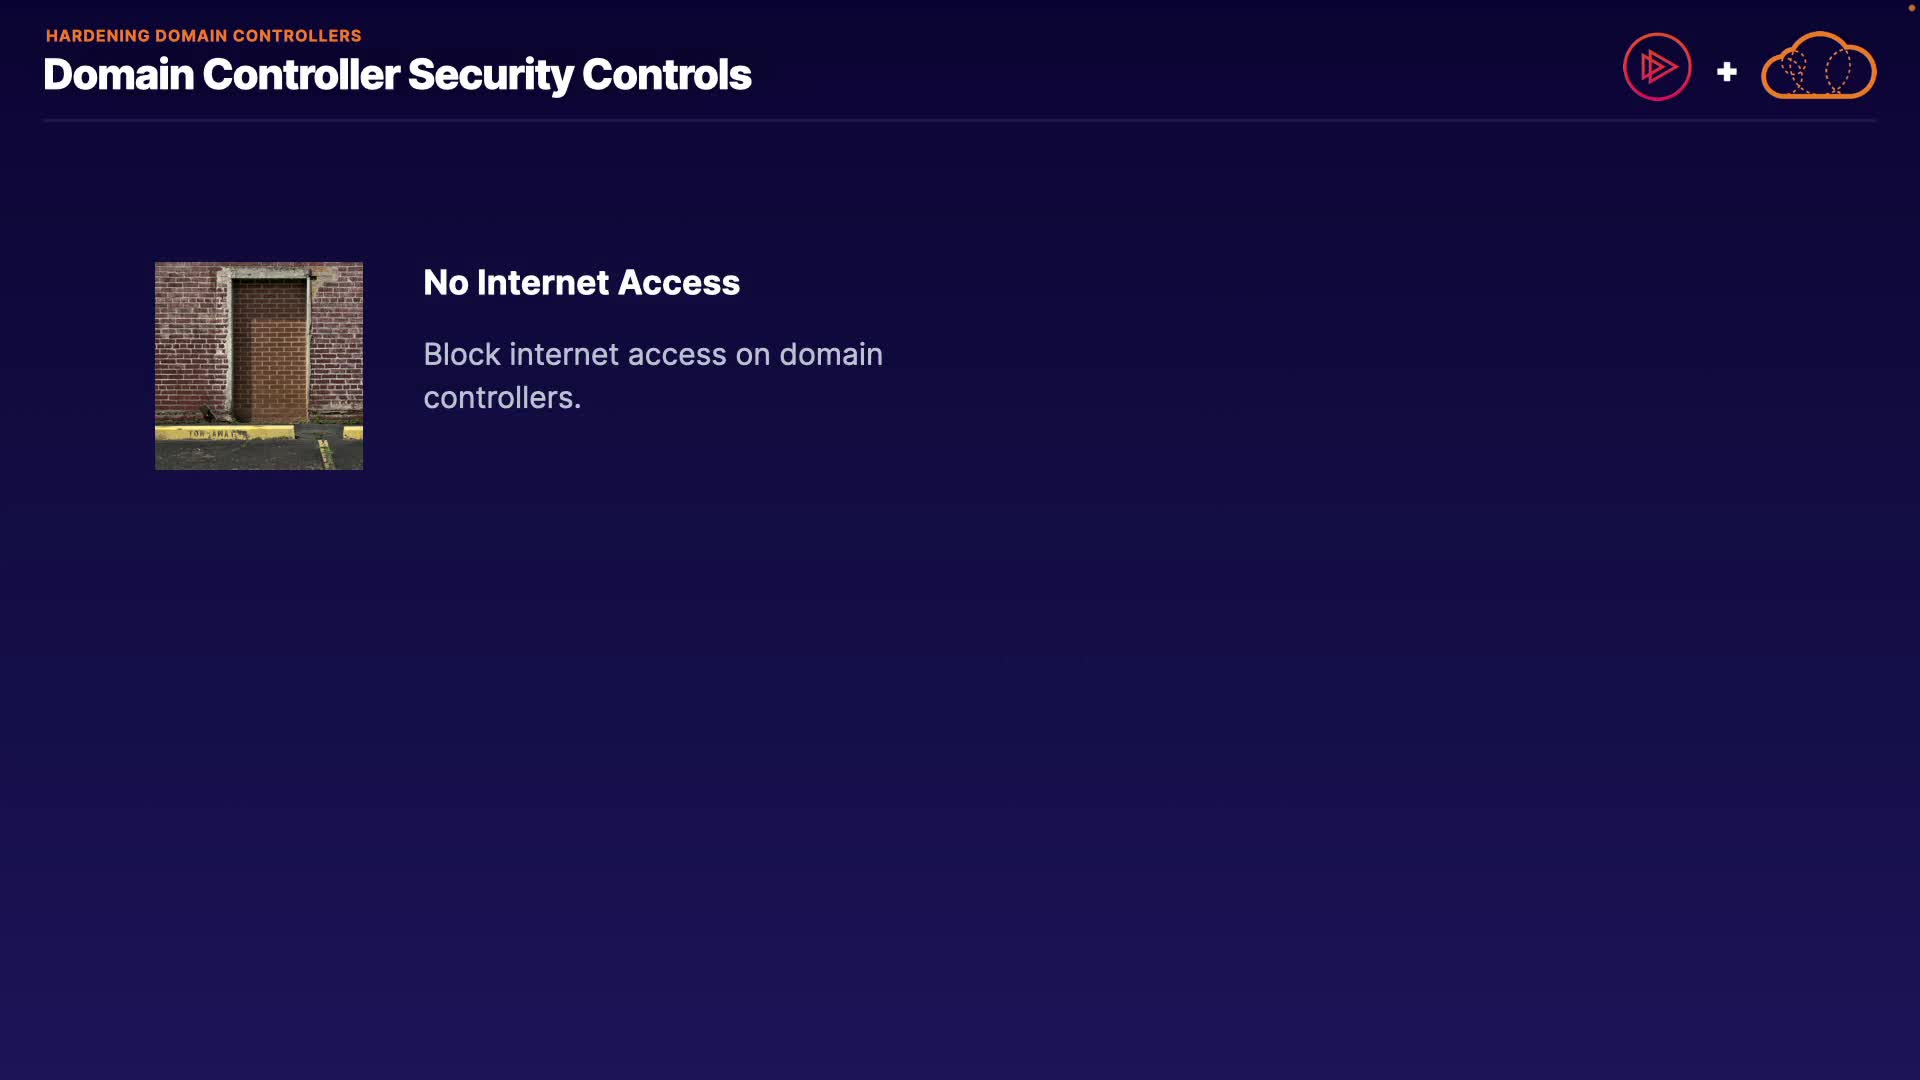 HARDENING DOMAIN CONTROLLERS
Domain Controller Security Controls
No Internet Access
Block internet access on domain
controllers.
TOW-AWAY